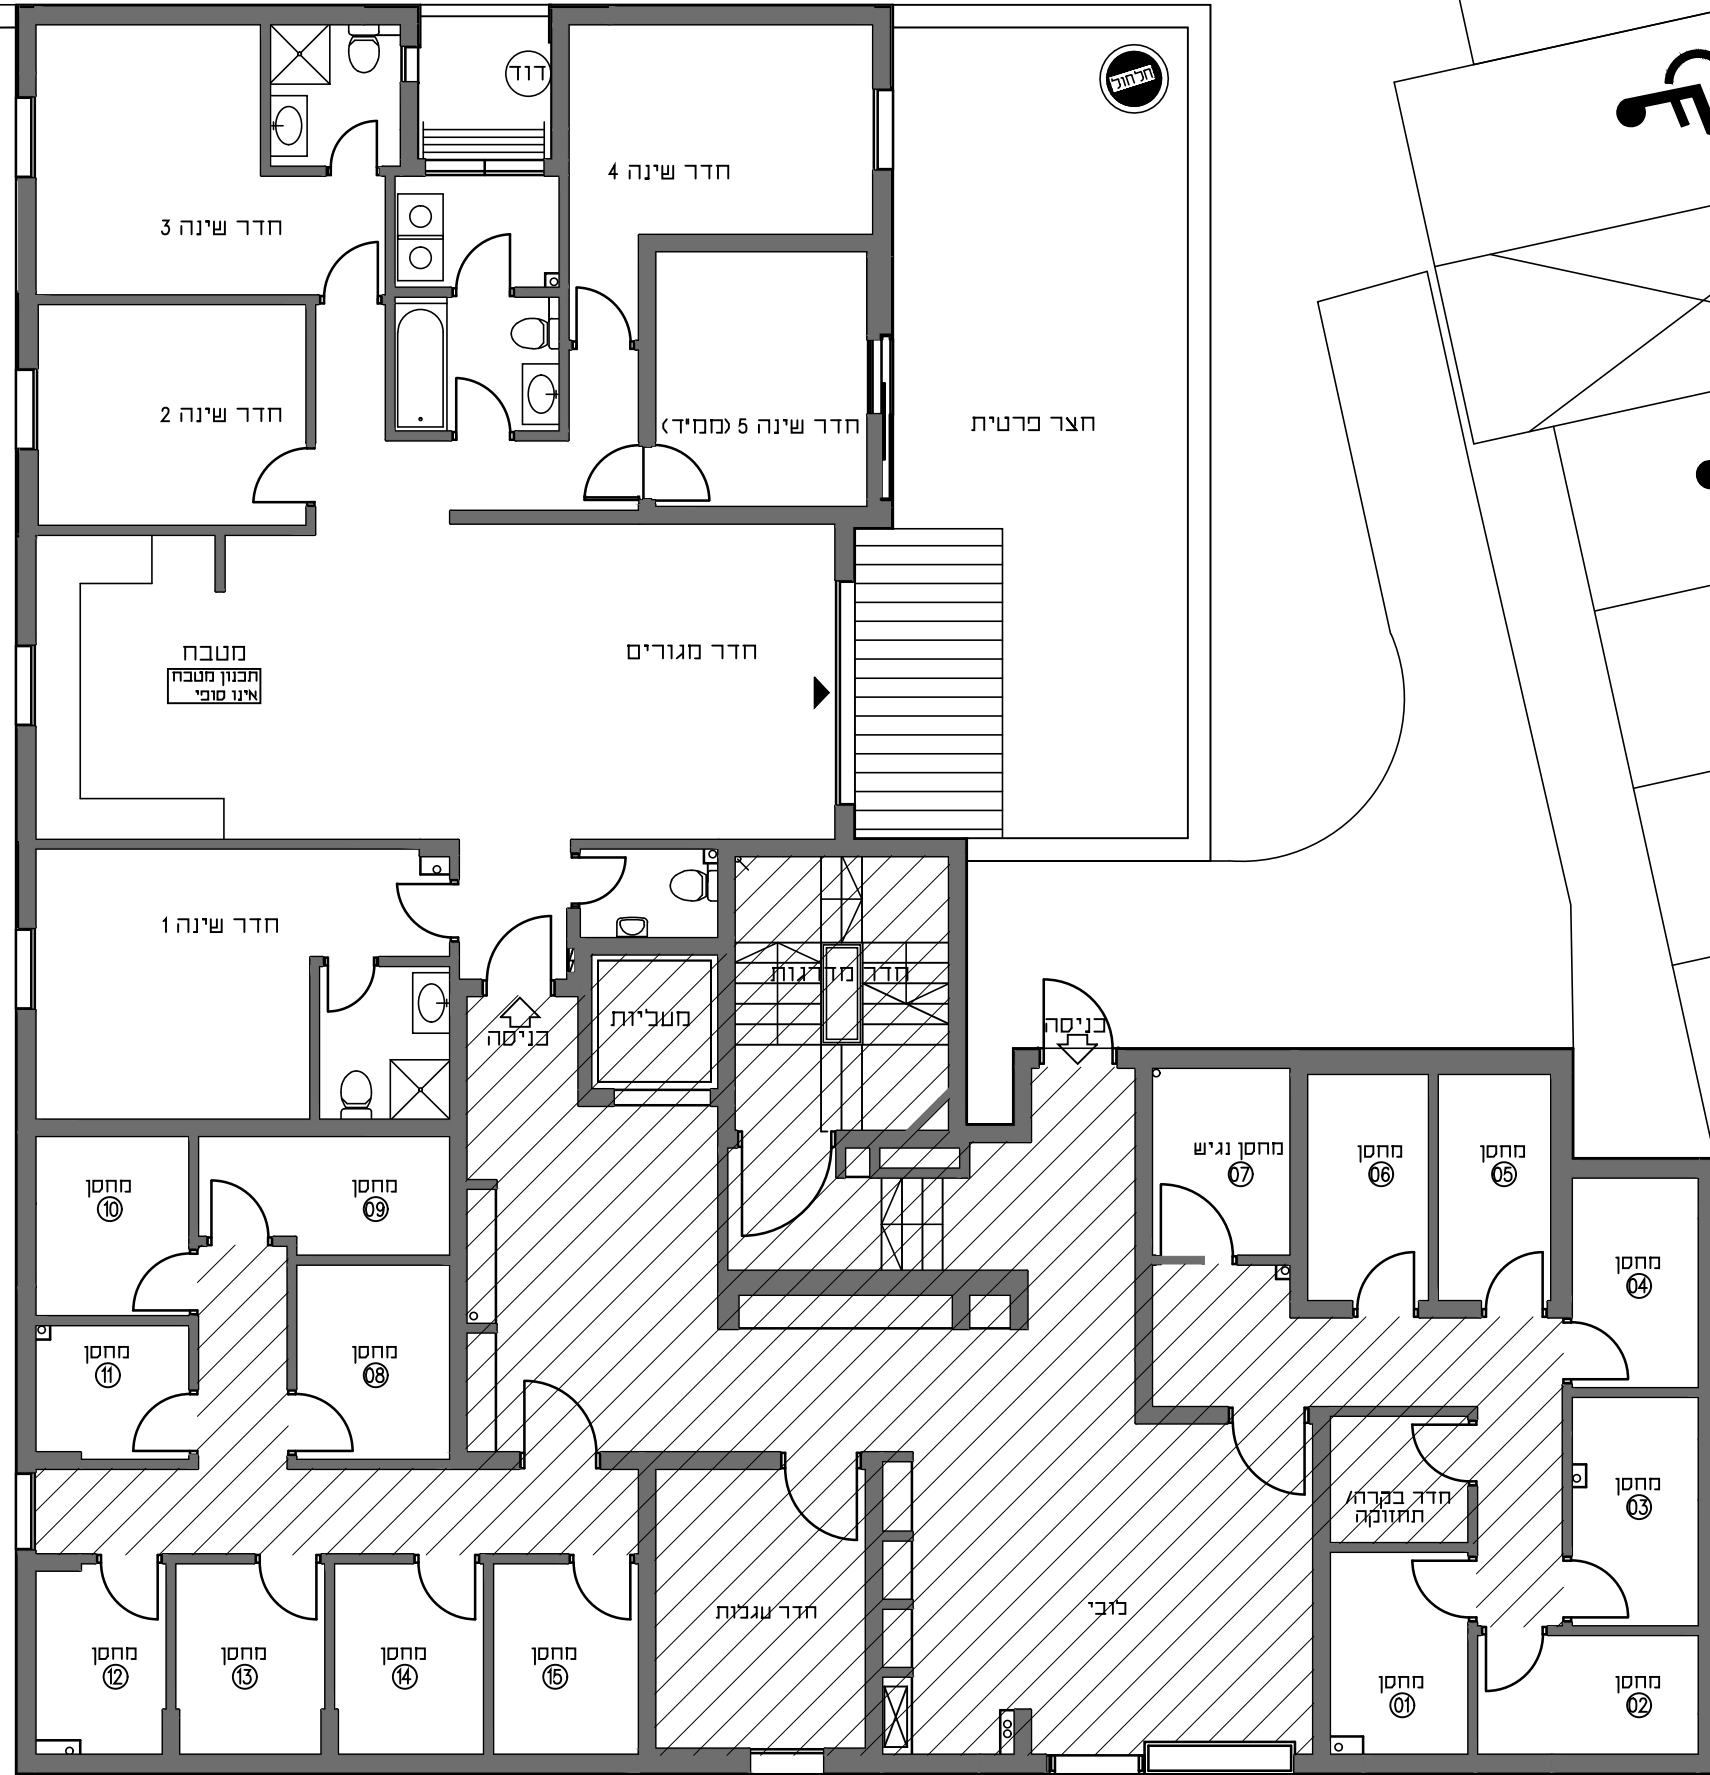 דוד
חלחול
חדר שינה 4
חדר שינה 3
חדר שינה 2
חדר שינה 5 (ממ"ד)
חצר פרטית
מטבח
תכנון מטבח
אינו סופי
חדר מגורים
חדר שינה 1
חדר מדרגות
מעלית
כניסה
כניסה
מחסן נגיש
07
מחסן
06
מחסן
05
מחסן
10
מחסן
09
מחסן
04
מחסן
11
מחסן
08
מחסן
03
חדר בקרה/
תחזוקה
לובי
חדר עגלות
מחסן
12
מחסן
13
מחסן
14
מחסן
15
מחסן
01
מחסן
02